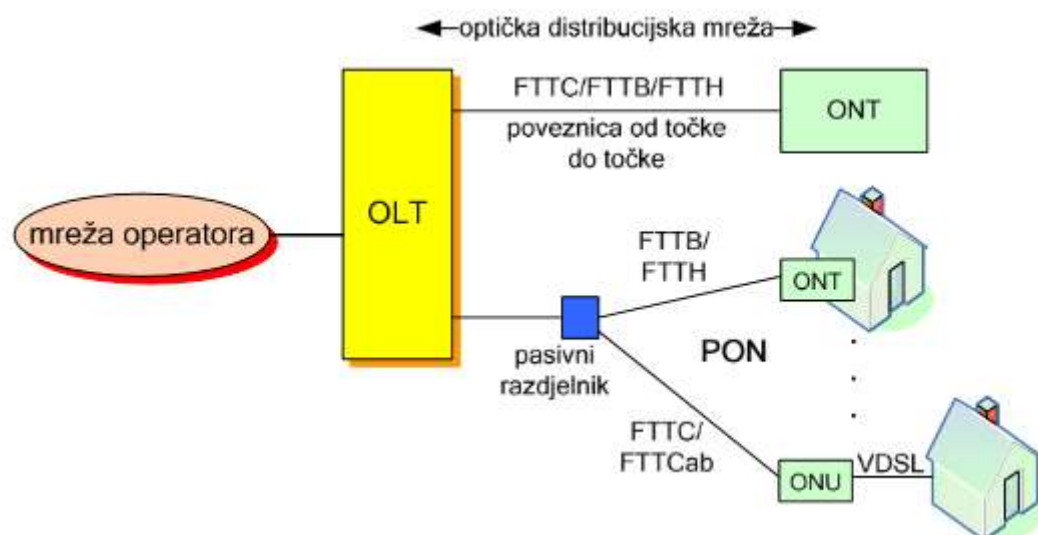 optička distribucijska mreža
FTTC/FTTB/FTTH
poveznica od točke
do točke
ONT
OLT
mreža operatora
FTTB/
FTTH
ONT
pasivni
razdjelnik
PON
FTTC/
FTTCab
ONU
VDSL